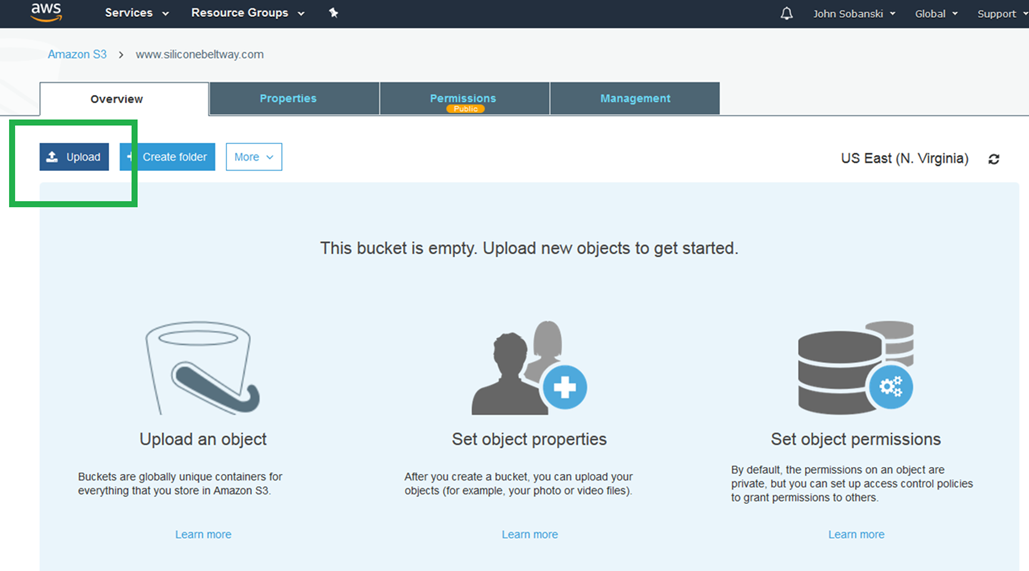 aws Services Resource Groups John Sobanski Global Support
Amazon S3 > www.siliconebeltway.com
Overview Properties Permissions Management
Public
Upload + Create folder More US East (N. Virginia)
This bucket is empty. Upload new objects to get started.
Upload an object
Buckets are globally unique containers for
everything that you store in Amazon S3.
Learn more
Set object properties
After you create a bucket, you can upload your
objects (for example, your photo or video files).
Learn more
Set object permissions
By default, the permissions on an object are
private, but you can set up access control policies
to grant permissions to others.
Learn more